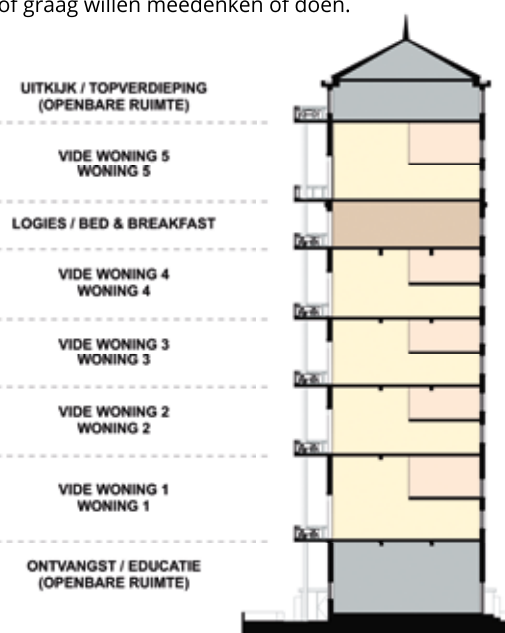 of graag willen meedenken of doen.
UITKIJK / TOPVERDIEPING
(OPENBARE RUIMTE)
VIDE WONING 5
WONING 5
LOGIES / BED & BREAKFAST
VIDE WONING 4
WONING 4
VIDE WONING 3
WONING 3
VIDE WONING 2
WONING 2
VIDE WONING 1
WONING 1
ONTVANGST / EDUCATIE
(OPENBARE RUIMTE)